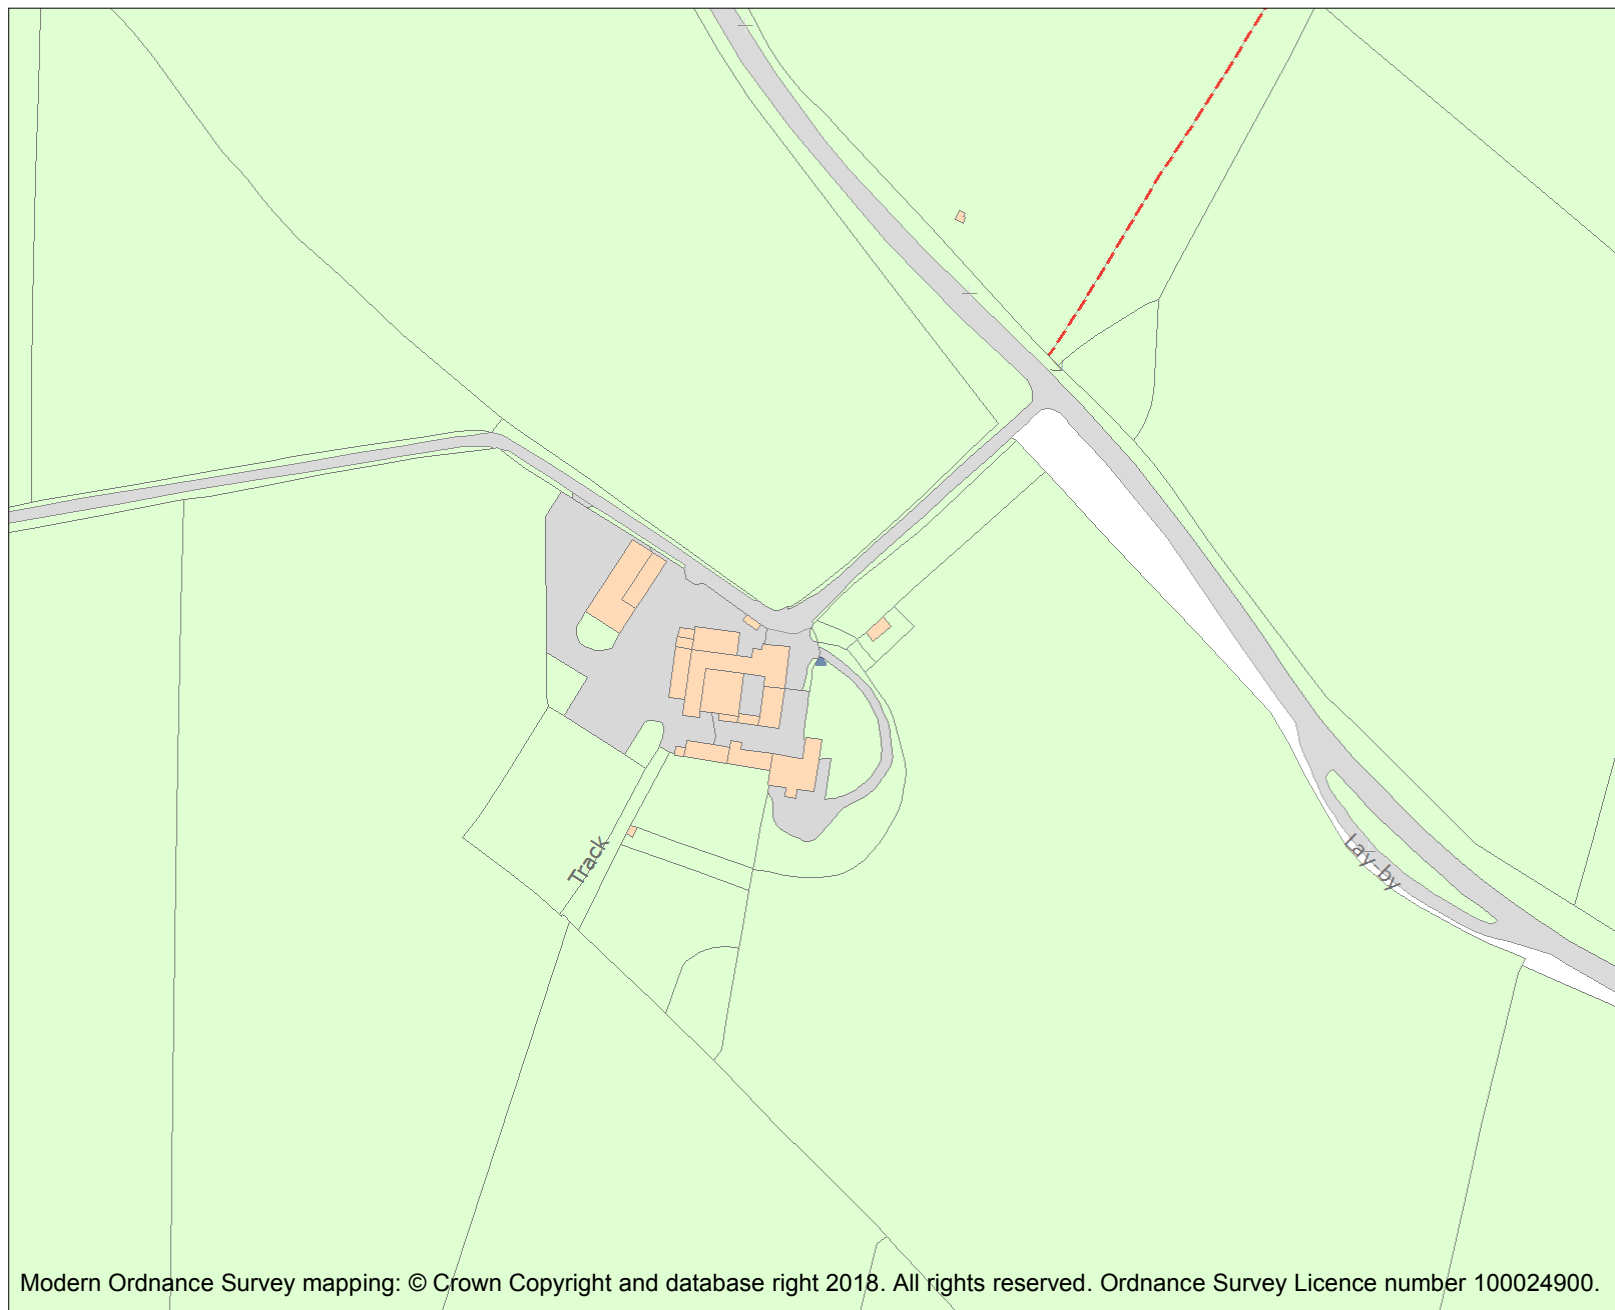 Track
Lay-by
Modern Ordnance Survey mapping: © Crown Copyright and database right 2018. All rights reserved. Ordnance Survey Licence number 100024900.